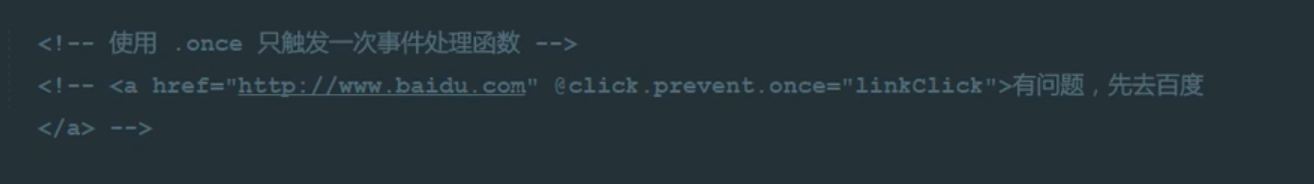 <!-- 使用 .once 只触发一次事件处理函数 -->
<!-- <a href="http://www.baidu.com" @click.prevent.once="linkClick">有问题，先去百度
</a> -->